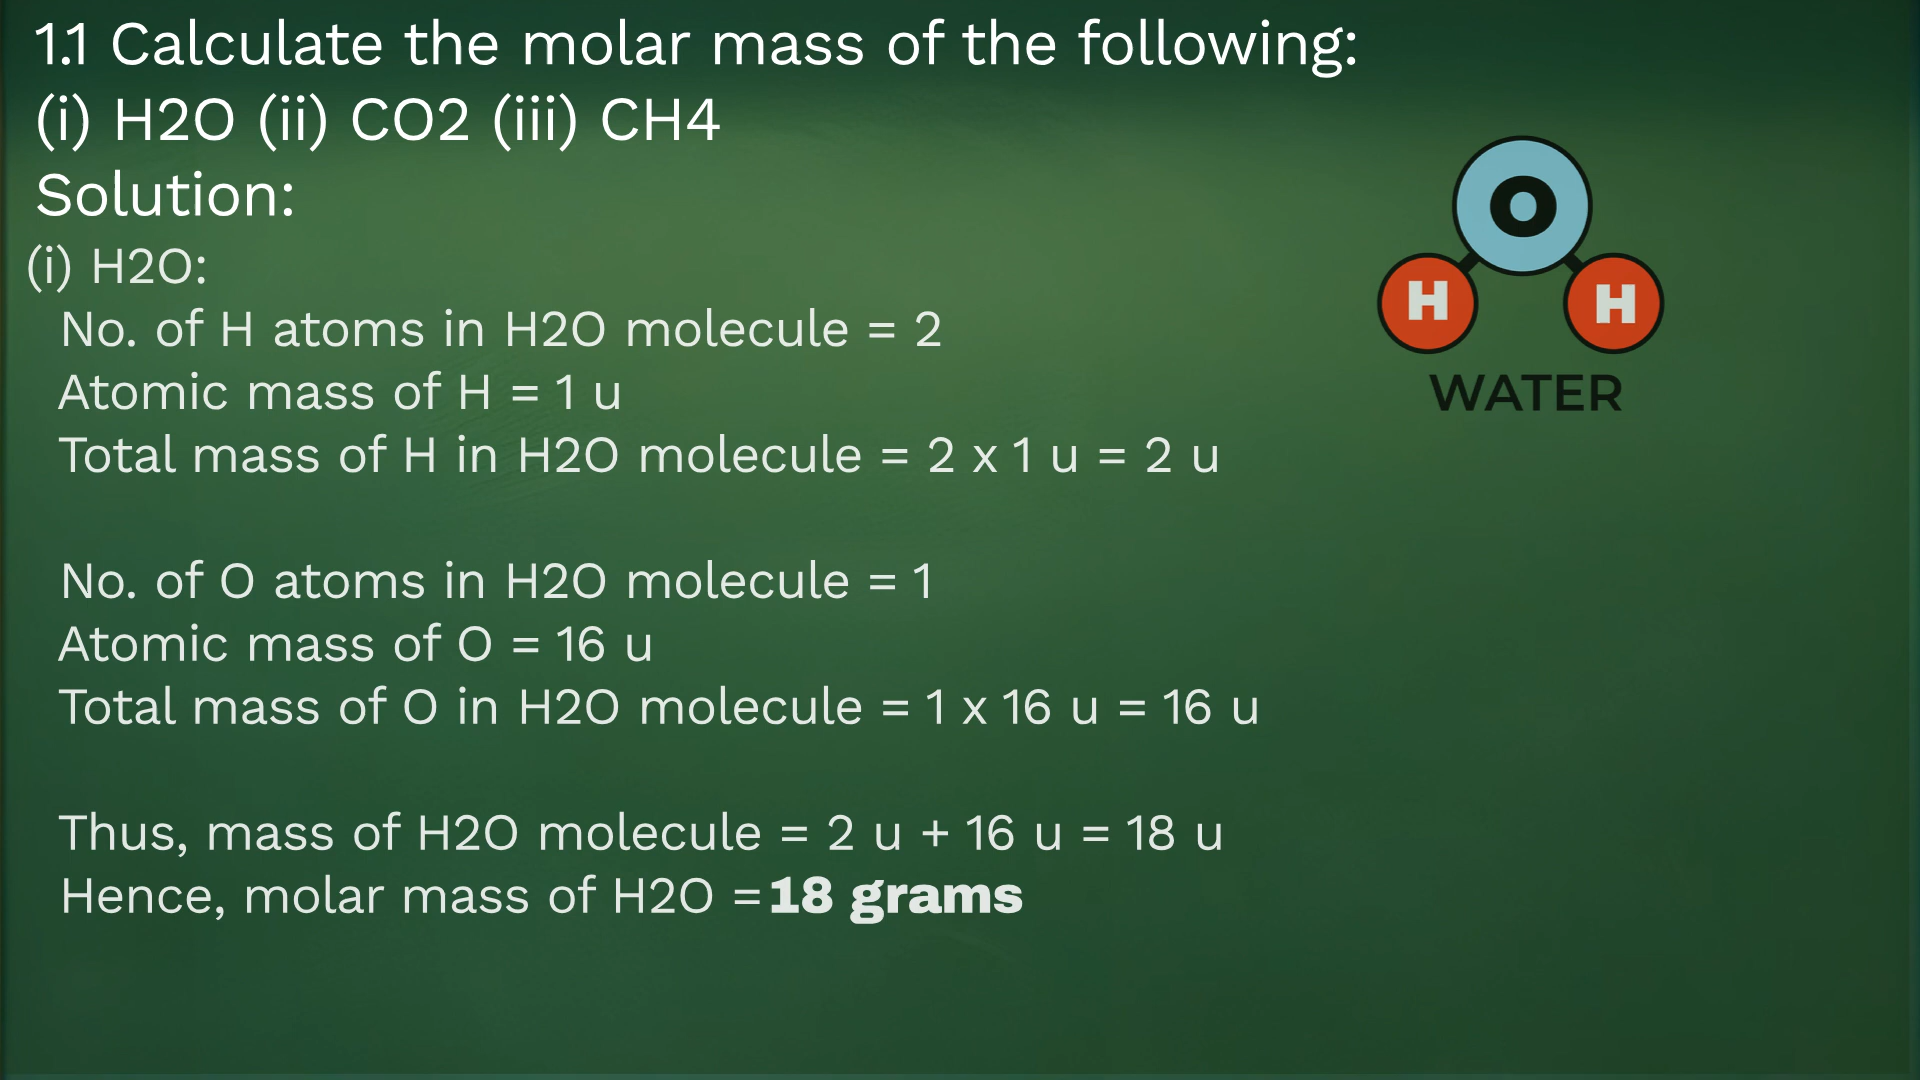 1.1 Calculate the molar mass of the following:
(i) H2O (ii) CO2 (iii) CH4
Solution:
(i) H2O:
No. of H atoms in H2O molecule = 2
Atomic mass of H = 1 u
Total mass of H in H2O molecule = 2 x 1 u = 2 u
No. of O atoms in H2O molecule = 1
Atomic mass of O = 16 u
Total mass of O in H2O molecule = 1 x 16 u = 16 u
Thus, mass of H2O molecule = 2 u + 16 u = 18 u
Hence, molar mass of H2O = 18 grams
O
H H
WATER